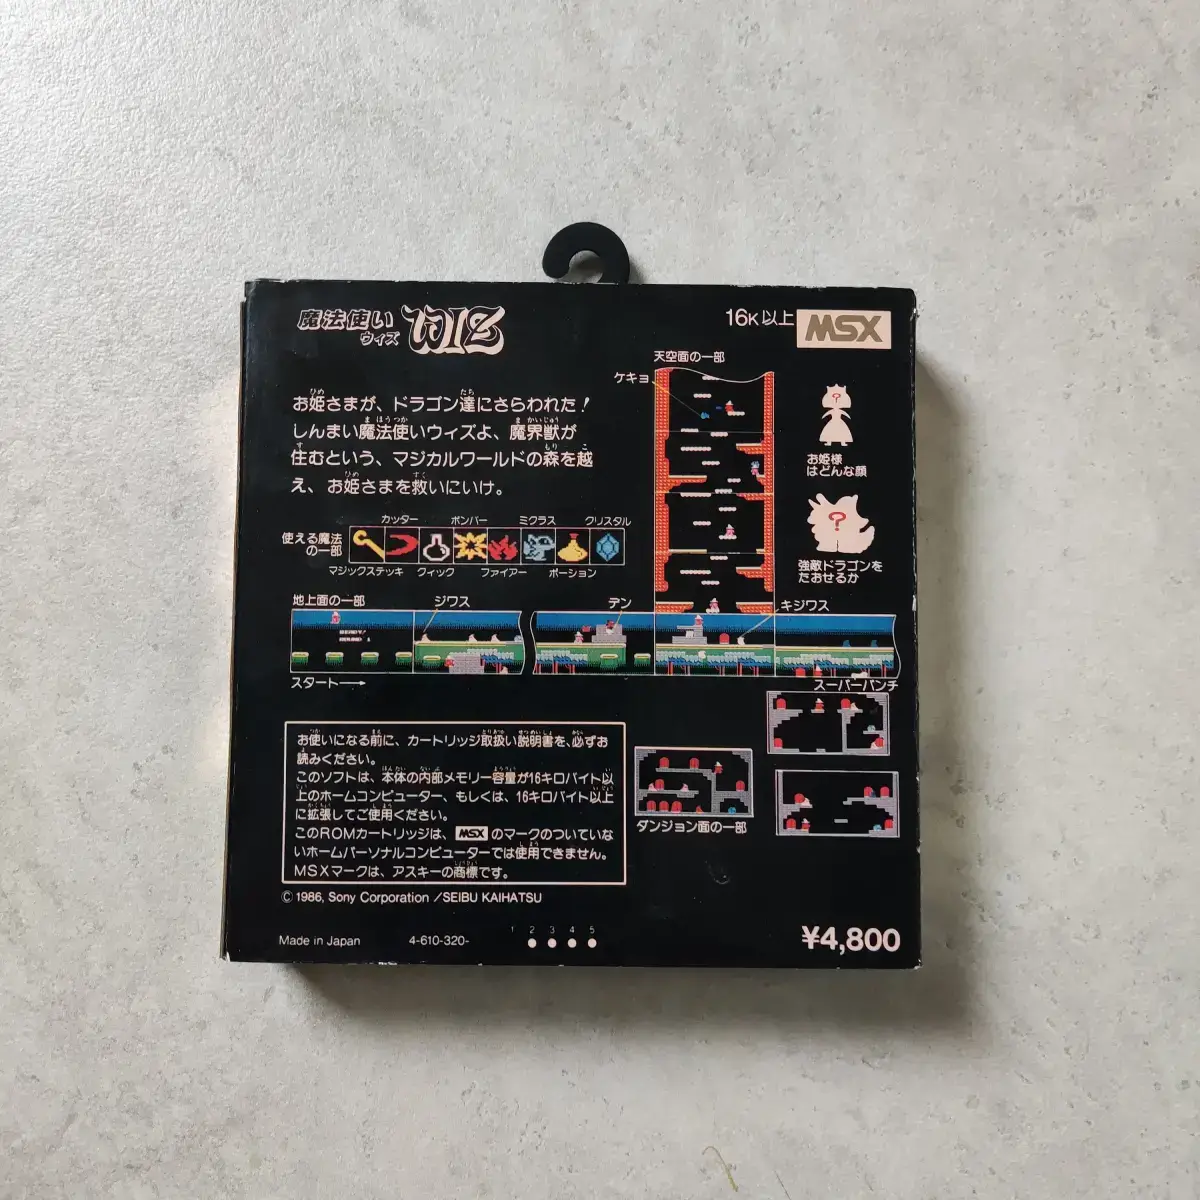 魔法使い
ウィズ
WIZ
16K以上 MSX
お姫さまが、ドラゴン達にさらわれた!
しんまい魔法使いウィズよ、魔界獣が
住むという、マジカルワールドの森を越
え、お姫さまを救いにいけ。
使える魔法
の一部
カッター ボンバー ミクラス クリスタル
マジックステッキ クィック ファイアー ポーション
天空面の一部
ケキョ
お姫様
はどんな顔
?
?
強敵ドラゴンを
たおせるか
地上面の一部
ジワス
テン
キジワス
スタート→
スーパーパンチ
ダンジョン面の一部
お使いになる前に、カートリッジ取扱い説明書を、必ずお
読みください。
このソフトは、本体の内部メモリー容量が16キロバイト以
上のホームコンピューター、もしくは、16キロバイト以上
に拡張してご使用ください。
このROMカートリッジは、MSXのマークのついていな
いホームパーソナルコンピューターでは使用できません。
MSXマークは、アスキーの商標です。
© 1986, Sony Corporation /SEIBU KAIHATSU
Made in Japan 4-610-320- 1 2 3 4 5
¥4,800